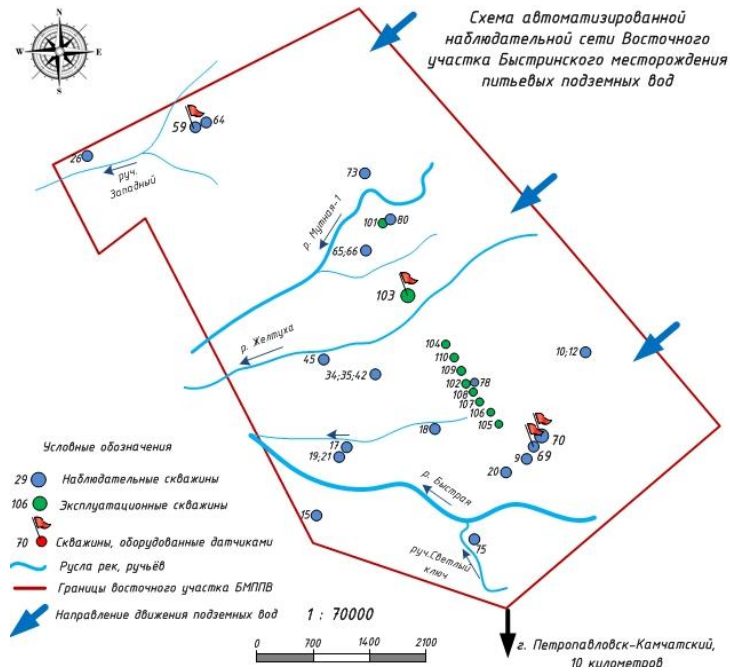 Схема автоматизированной
наблюдательной сети Восточного
участка Быстринского месторождения
питьевых подземных вод
N
W
E
S
59
64
26
руч.
Западный
73
р. Мутная-1
101
80
65;66
103
р. Желтуха
104
110
109
102
78
108
107
106
105
10;12
45
34;35;42
18
17
19;21
70
69
9
20
р. Быстрая
15
75
руч.Светлый
ключ
Условные обозначения
29 Наблюдательные скважины
106 Эксплуатационные скважины
70 Скважины, оборудованные датчиками
Русла рек, ручьёв
Границы восточного участка БМППВ
Направление движения подземных вод
1 : 70000
0 700 1400 2100
г. Петропавловск-Камчатский,
10 километров